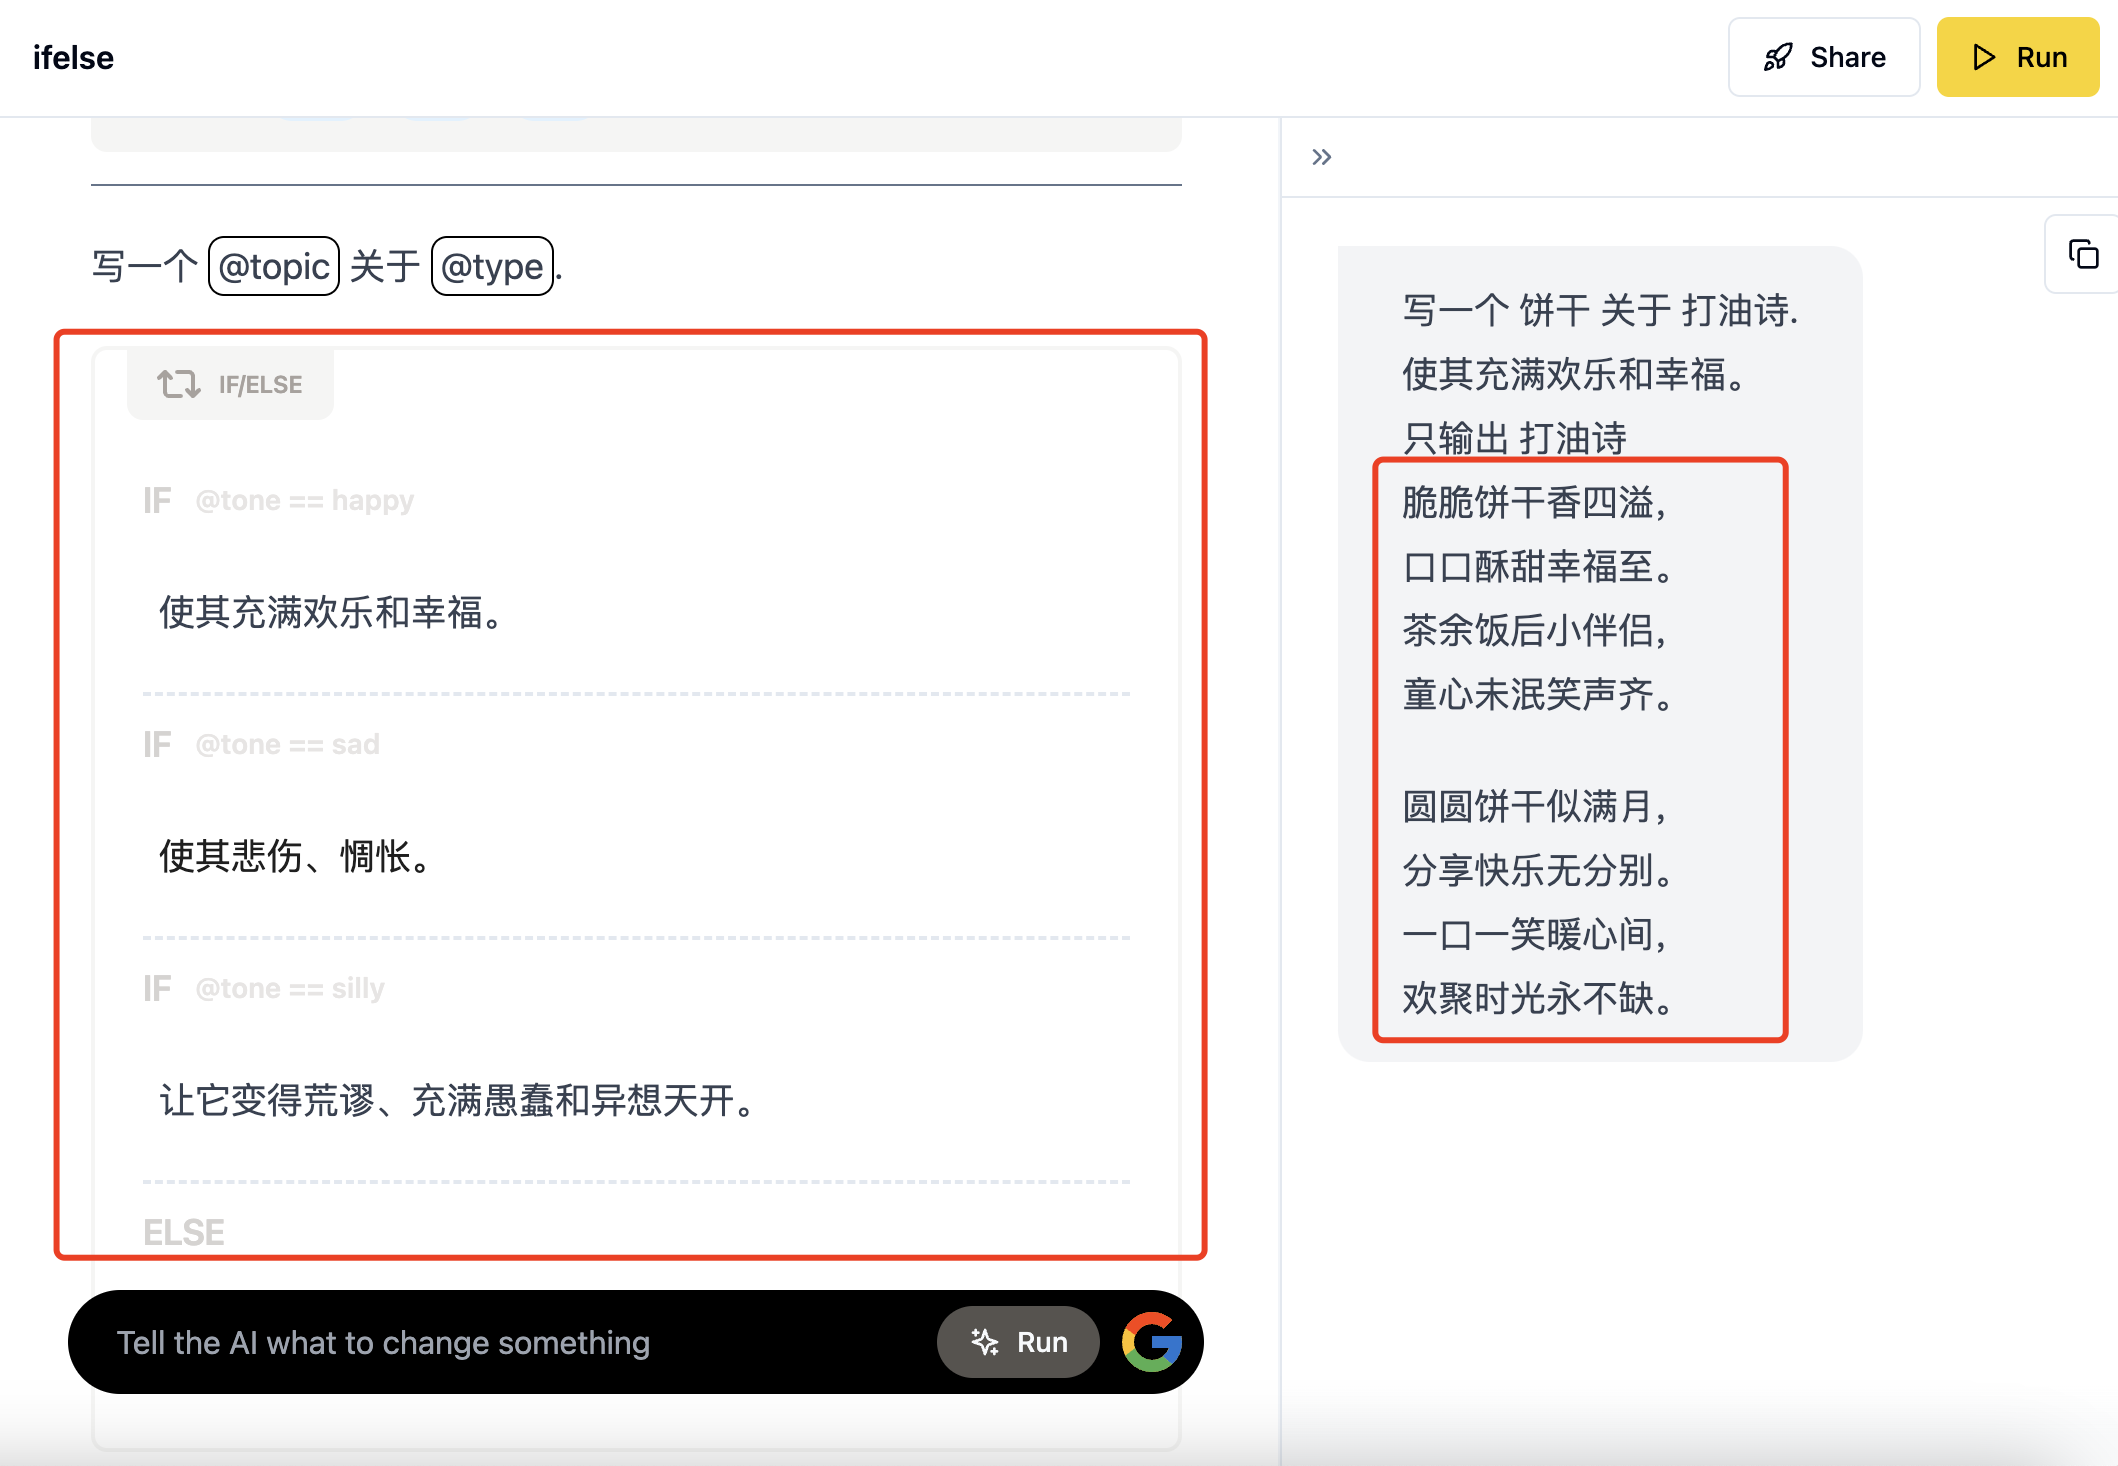 ifelse
Share
Run
写一个 @topic 关于 @type.
IF/ELSE
IF @tone == happy
使其充满欢乐和幸福。
IF @tone == sad
使其悲伤、惆怅。
IF @tone == silly
让它变得荒谬、充满愚蠢和异想天开。
ELSE
Tell the AI what to change something
Run
写一个 饼干 关于 打油诗.
使其充满欢乐和幸福。
只输出 打油诗
脆脆饼干香四溢,
口口酥甜幸福至。
茶余饭后小伴侣,
童心未泯笑声齐。
圆圆饼干似满月,
分享快乐无分别。
一口一笑暖心间,
欢聚时光永不缺。